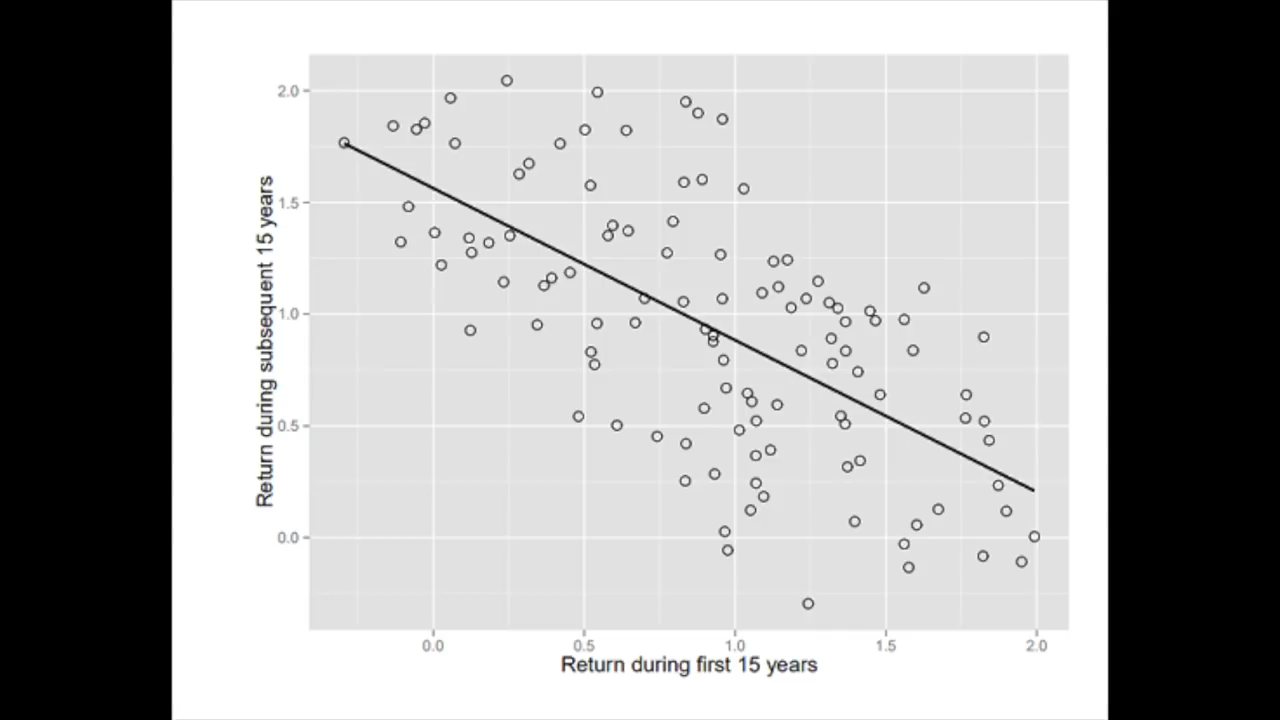 Return during subsequent 15 years
2.0
1.5
1.0
0.5
0.0
0.0 0.5 1.0 1.5 2.0
Return during first 15 years